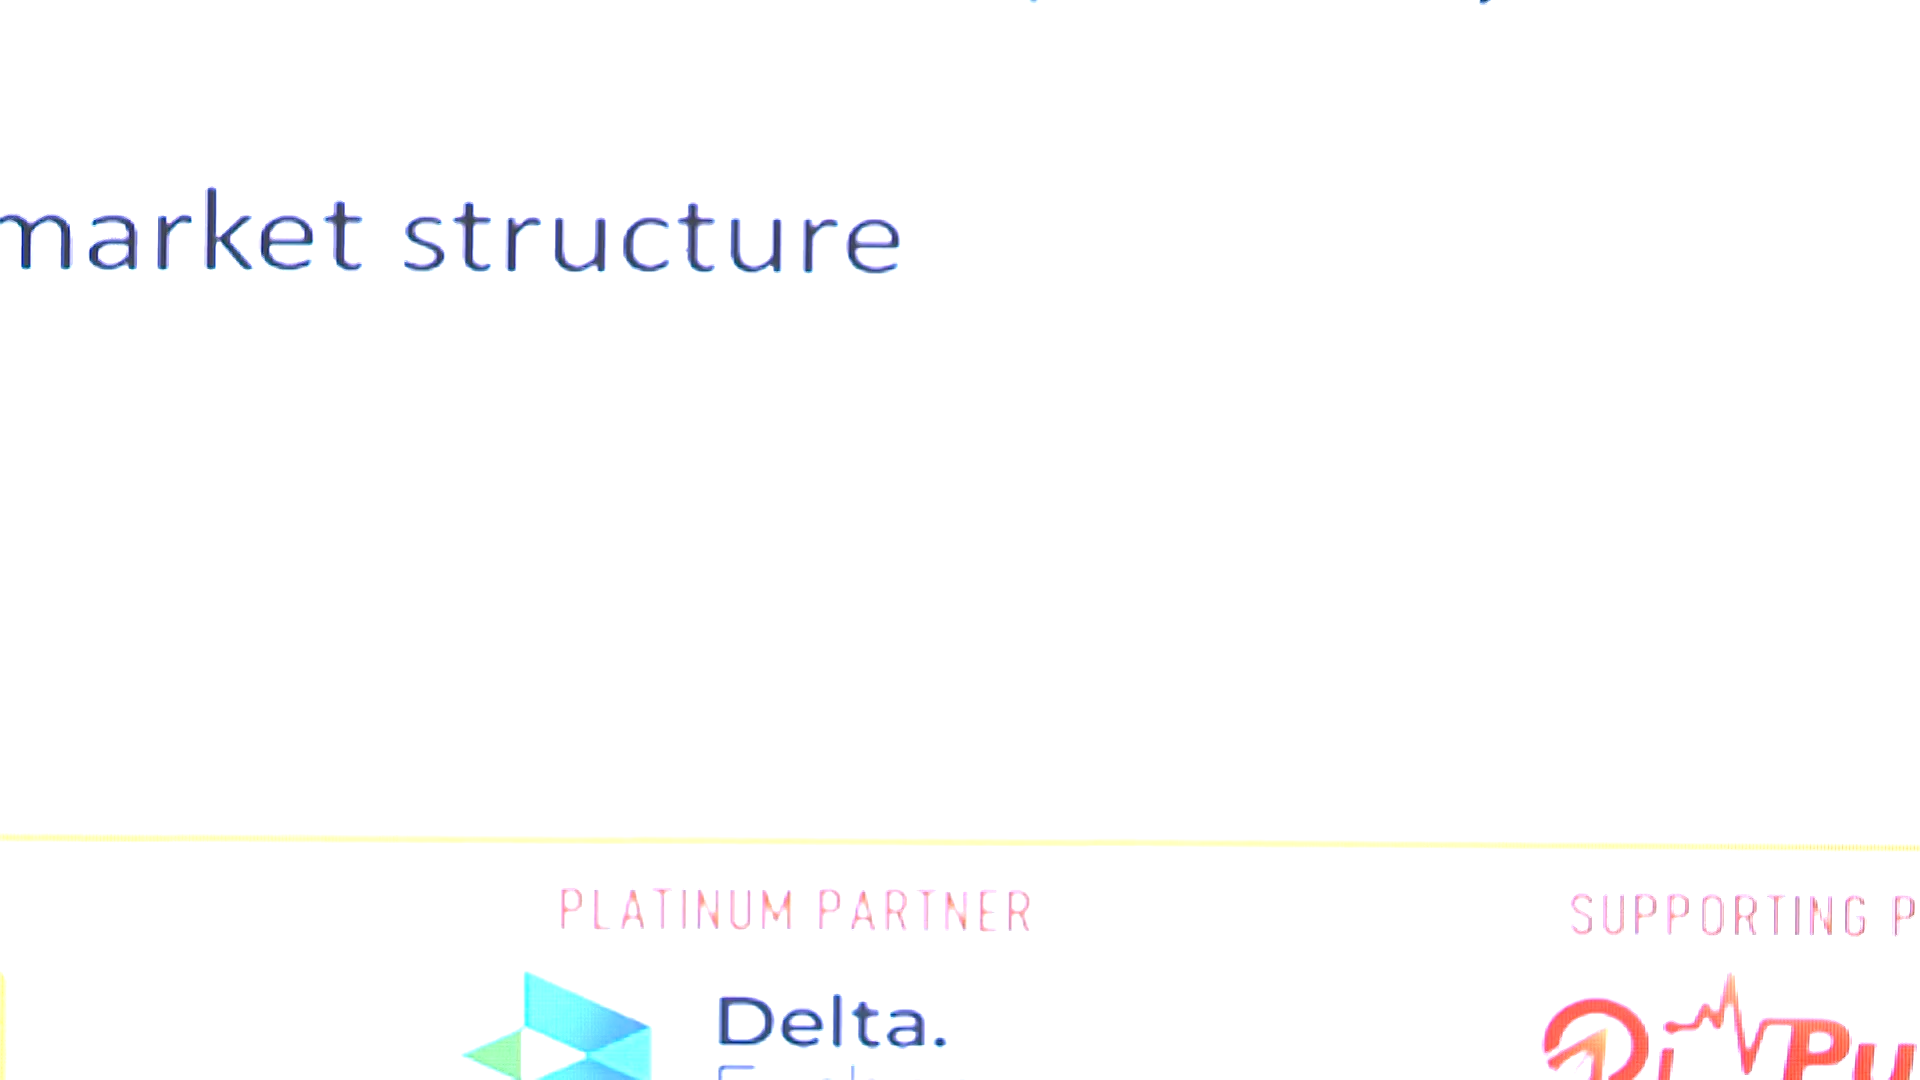 market structure
PLATINUM PARTNER
SUPPORTING P
Delta.